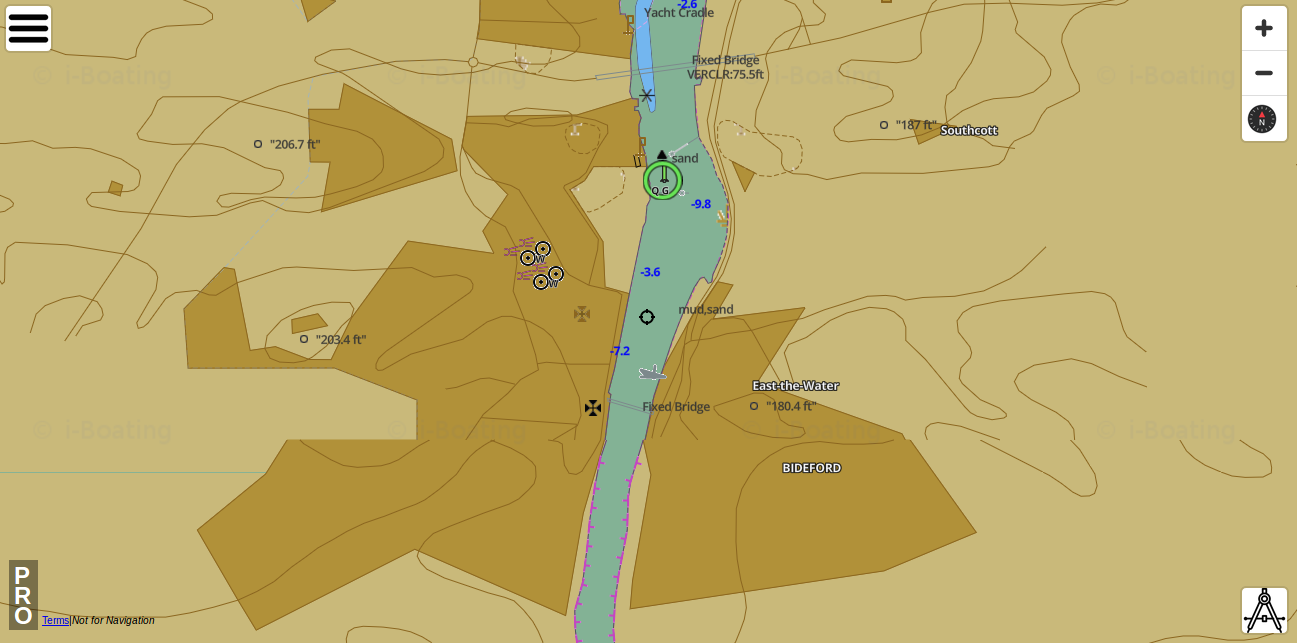 -2.6
Yacht Cradle
Fixed Bridge
VERCLR:75.5ft
© i-Boating
© i-Boating
© i-Boating
© i-Boating
"187 ft"
Southcott
"206.7 ft"
sand
Q.G
-9.8
W
-3.6
W
mud,sand
"203.4 ft"
-7.2
East-the-Water
Fixed Bridge
"180.4 ft"
© i-Boating
© i-Boating
© i-Boating
© i-Boating
BIDEFORD
N
PRO
Terms|Not for Navigation